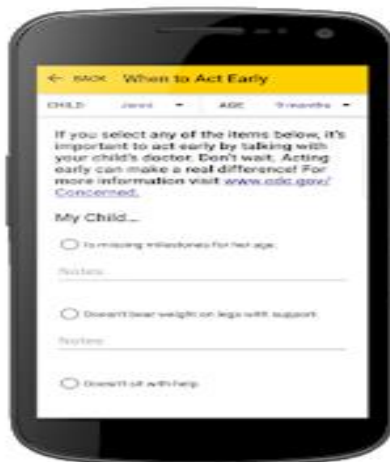 ← BACK When to Act Early
CHILD AGE 9 months
If you select any of the items below, it's
important to act early by talking with
your child's doctor. Don't wait. Acting
early can make a real difference! For
more information visit www.cdc.gov/
Concerned.
My Child...
Is missing milestones for her age.
Notes
Doesn't bear weight on legs with support
Notes
Doesn't sit with help